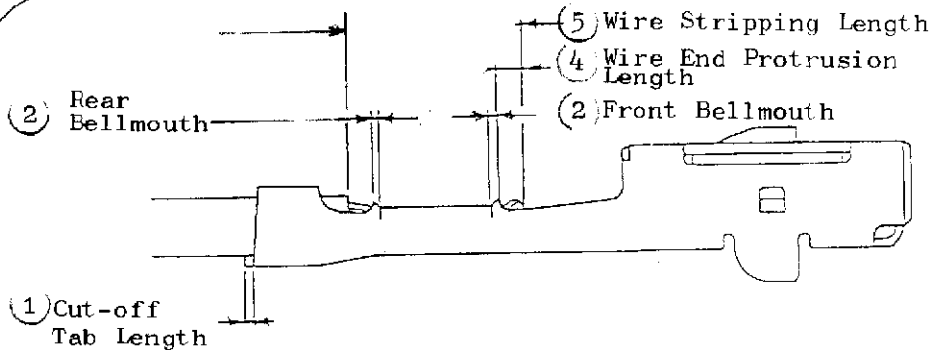 5 Wire Stripping Length
4 Wire End Protrusion
Length
2 Rear
Bellmouth
2 Front Bellmouth
1 Cut-off
Tab Length